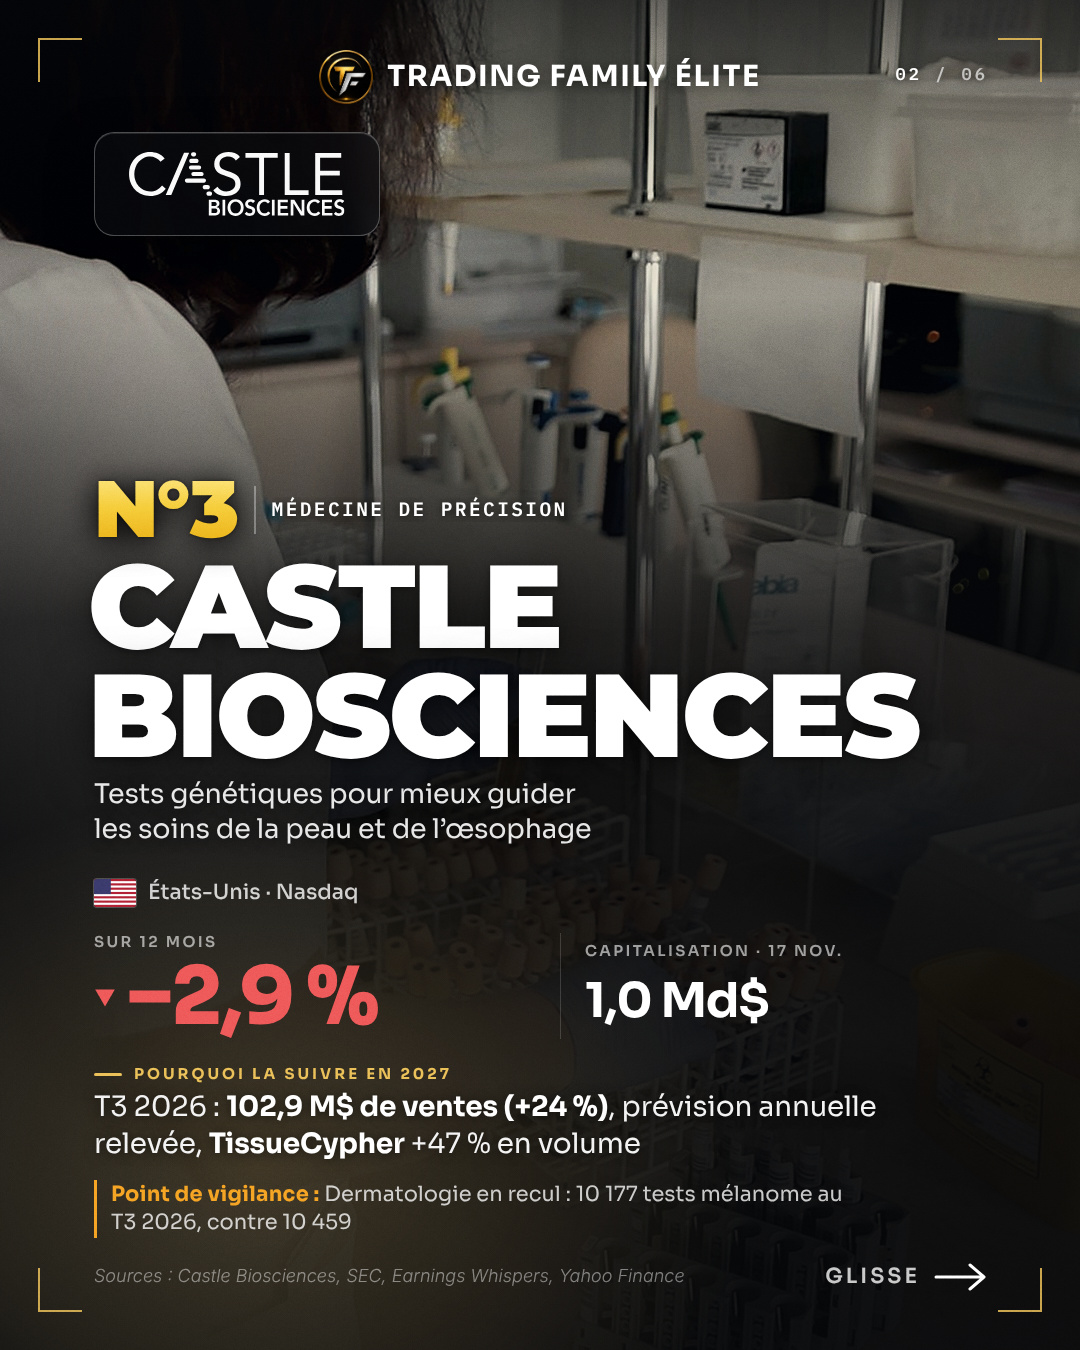 TRADING FAMILY ÉLITE
02 / 06
CASTLE
BIOSCIENCES
N°3
MÉDECINE DE PRÉCISION
CASTLE
BIOSCIENCES
Tests génétiques pour mieux guider
les soins de la peau et de l’œsophage
États-Unis · Nasdaq
SUR 12 MOIS
▼ −2,9 %
CAPITALISATION · 17 NOV.
1,0 Md$
POURQUOI LA SUIVRE EN 2027
T3 2026 : 102,9 M$ de ventes (+24 %), prévision annuelle
relevée, TissueCypher +47 % en volume
Point de vigilance : Dermatologie en recul : 10 177 tests mélanome au
T3 2026, contre 10 459
Sources : Castle Biosciences, SEC, Earnings Whispers, Yahoo Finance
GLISSE